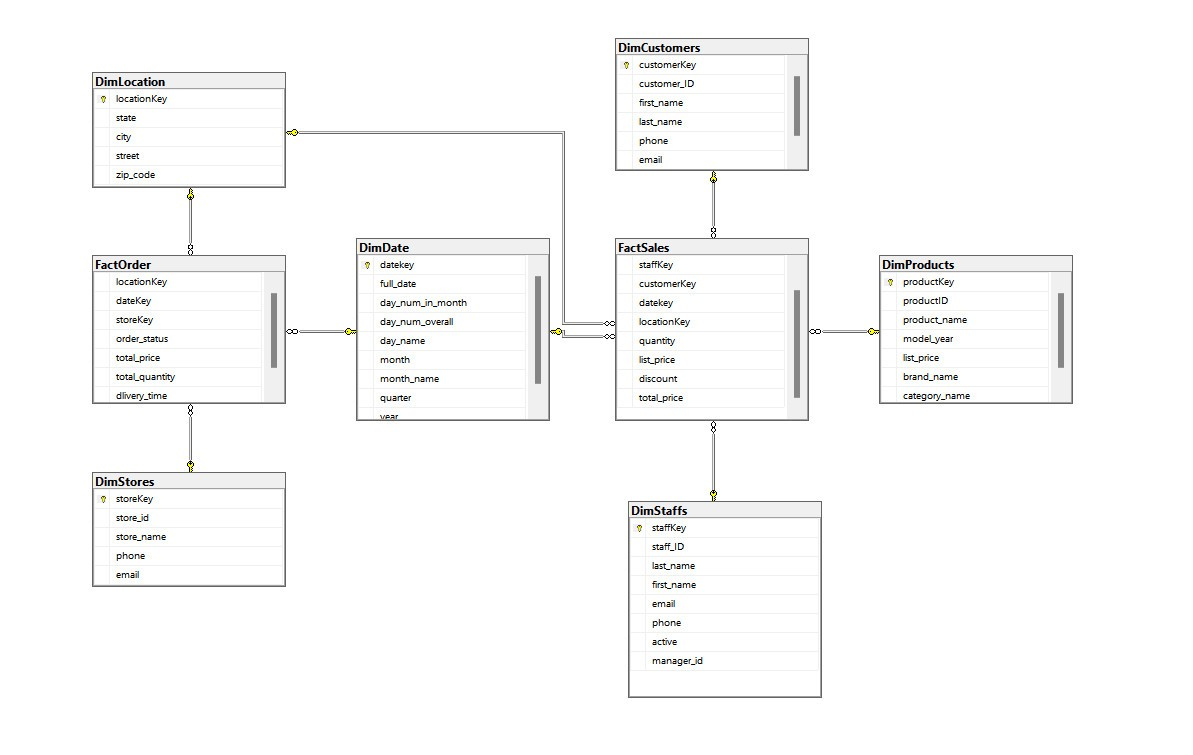 DimCustomers
customerKey
customer_ID
first_name
last_name
phone
email
DimLocation
locationKey
state
city
street
zip_code
FactOrder
locationKey
dateKey
storeKey
order_status
total_price
total_quantity
dlivery_time
DimDate
datekey
full_date
day_num_in_month
day_num_overall
day_name
month
month_name
quarter
year
FactSales
staffKey
customerKey
datekey
locationKey
quantity
list_price
discount
total_price
DimProducts
productKey
productID
product_name
model_year
list_price
brand_name
category_name
DimStores
storeKey
store_id
store_name
phone
email
DimStaffs
staffKey
staff_ID
last_name
first_name
email
phone
active
manager_id